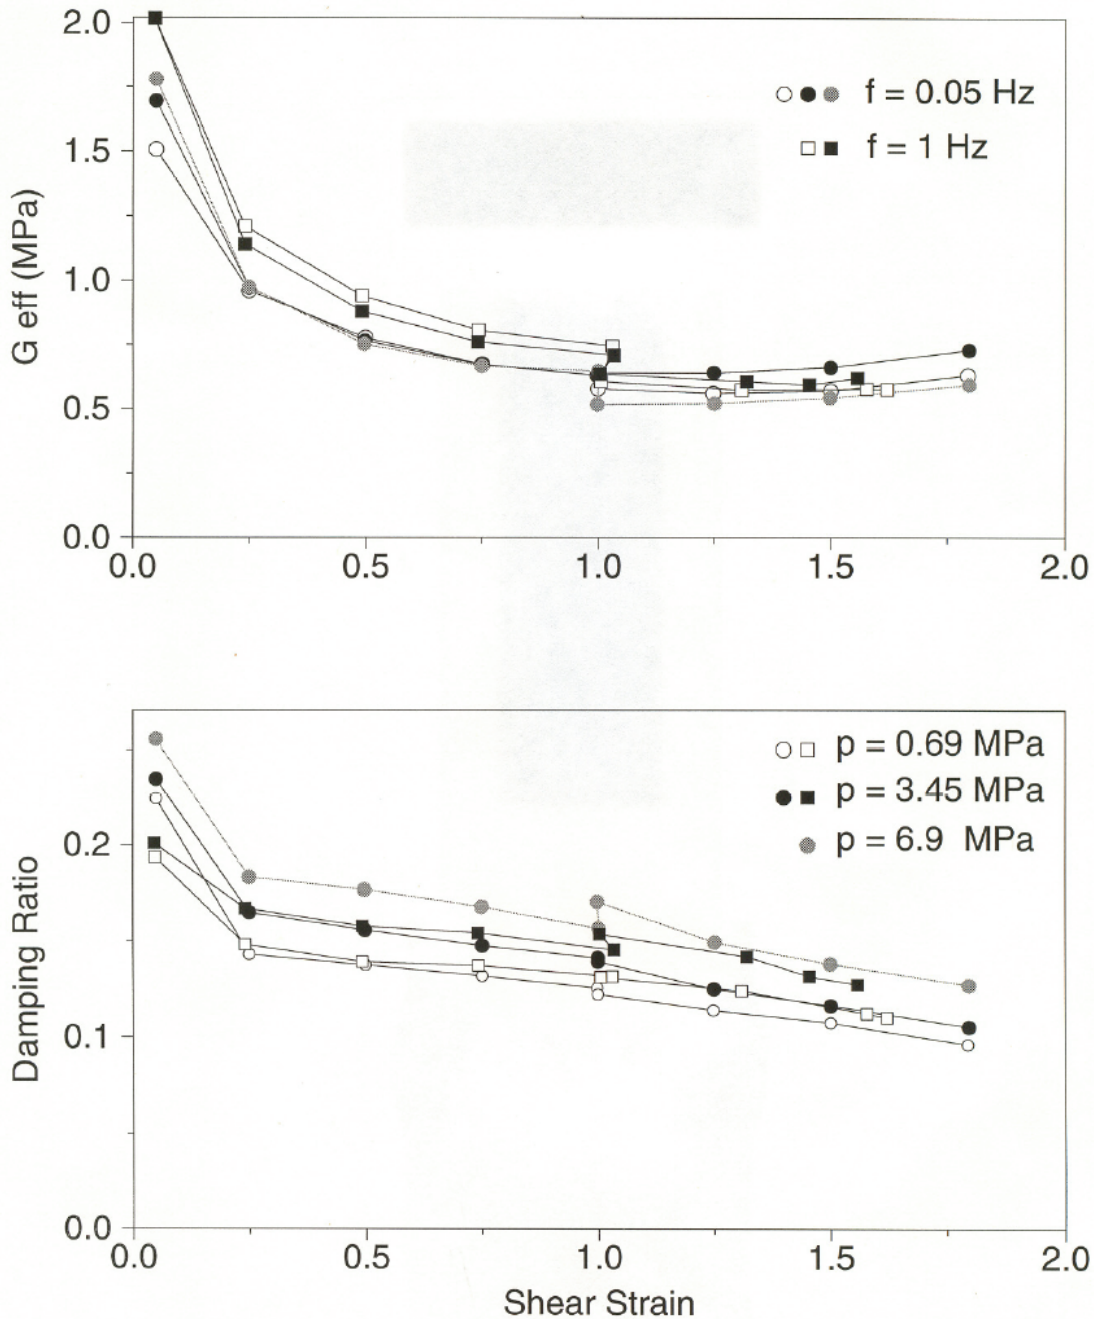 2.0
1.5
1.0
0.5
0.0
G eff (MPa)
f = 0.05 Hz
f = 1 Hz
0.0 0.5 1.0 1.5 2.0
0.2
0.1
0.0
Damping Ratio
p = 0.69 MPa
p = 3.45 MPa
p = 6.9 MPa
0.0 0.5 1.0 1.5 2.0
Shear Strain